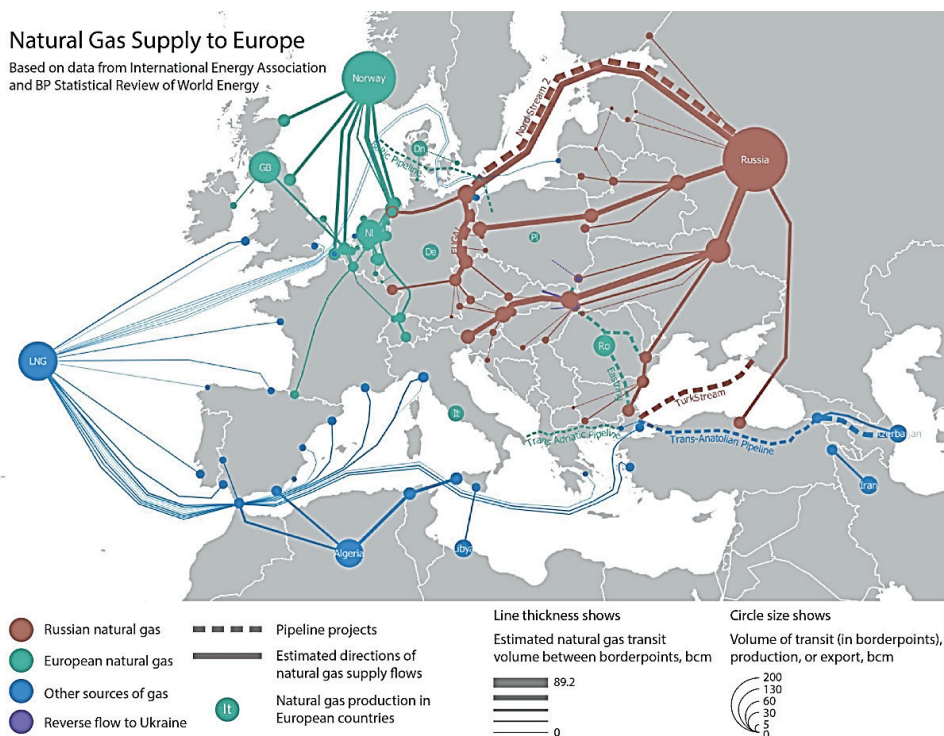 Natural Gas Supply to Europe
Based on data from International Energy Association
and BP Statistical Review of World Energy
Norway
Nord Stream 2
Russia
Dn
Baltic Pipeline
GB
Nl
De
EUGAL
Pl
LNG
Ro
Eastring
TurkStream
It
Trans Adriatic Pipeline
Trans-Anatolian Pipeline
Azerbaijan
Iran
Algeria
Libya
Russian natural gas
European natural gas
Other sources of gas
Reverse flow to Ukraine
Pipeline projects
Estimated directions of
natural gas supply flows
It
Natural gas production in
European countries
Line thickness shows
Estimated natural gas transit
volume between borderpoints, bcm
89.2
0
Circle size shows
Volume of transit (in borderpoints),
production, or export, bcm
200
130
60
30
5
0